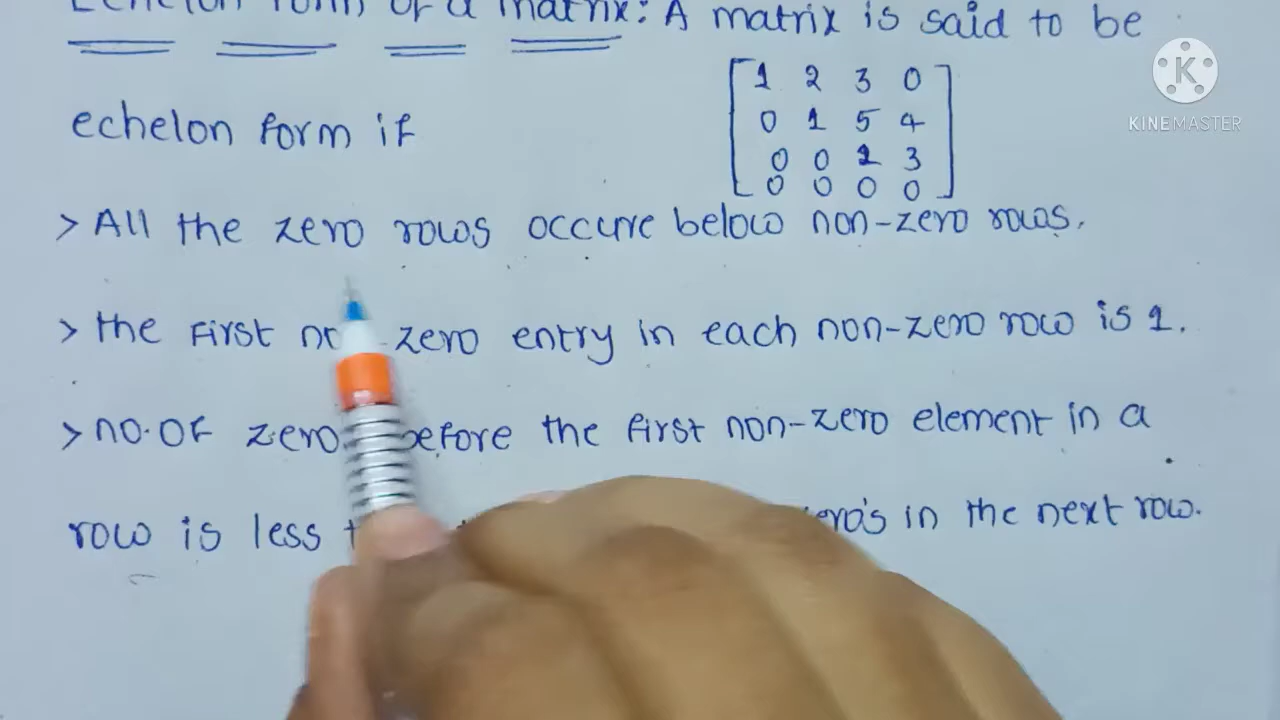 Echelon form of a matrix: A matrix is said to be
echelon form if
1 2 3 0
0 1 5 4
0 0 1 3
0 0 0 0
KINEMASTER
> All the zero rows occure below non-zero rows.
> the first zero entry in each non-zero row is 1.
> no. of before the first non-zero element in a
row is less in the next row.